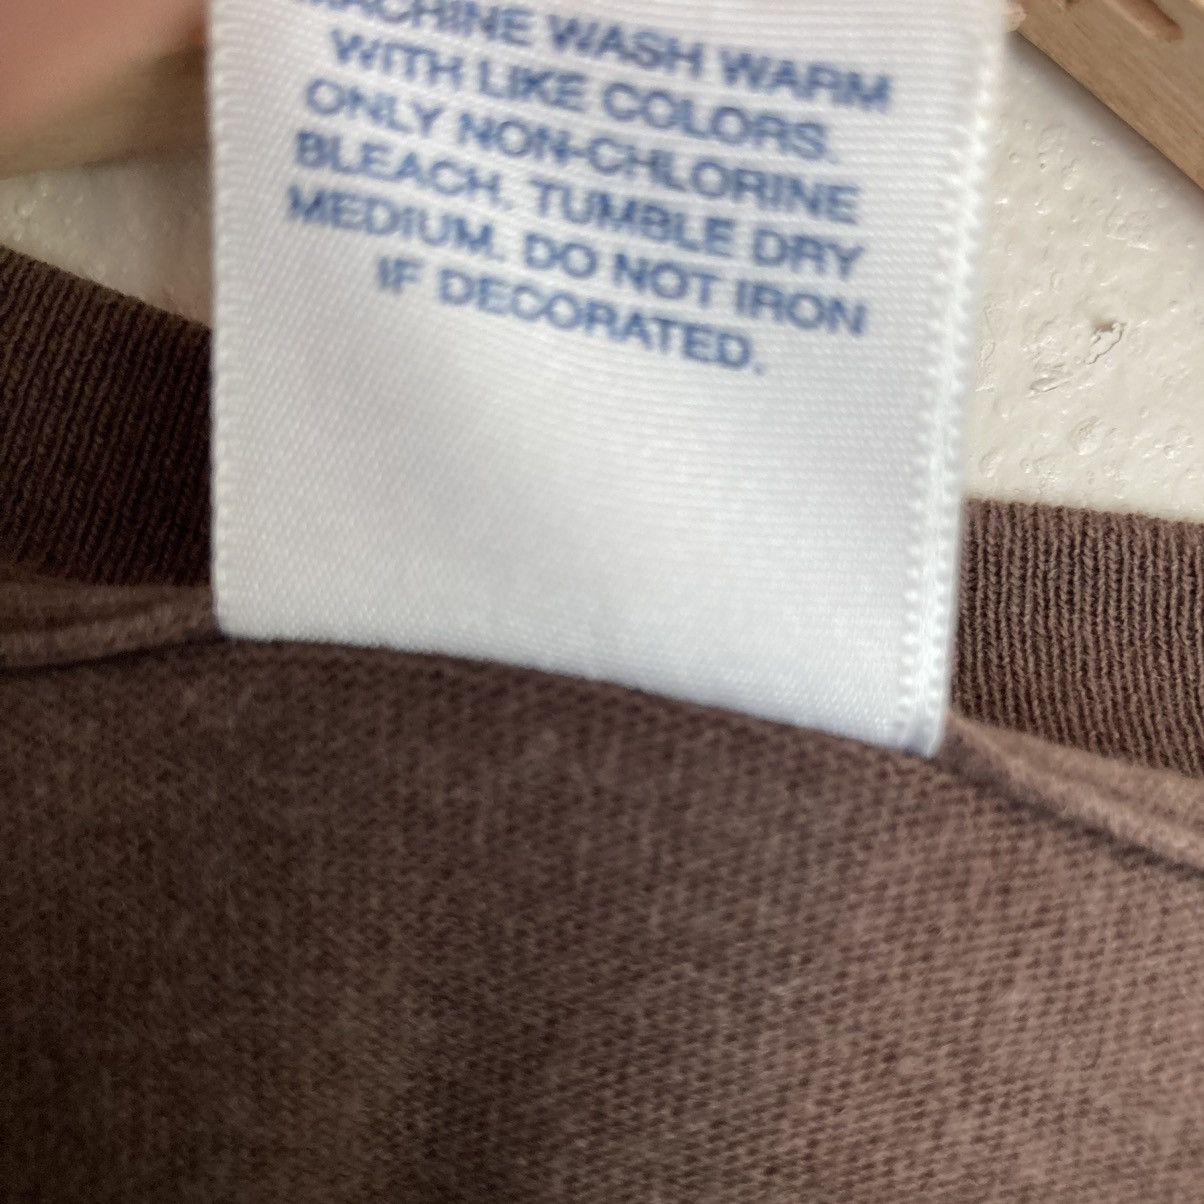 MACHINE WASH WARM
WITH LIKE COLORS.
ONLY NON-CHLORINE
BLEACH. TUMBLE DRY
MEDIUM. DO NOT IRON
IF DECORATED.